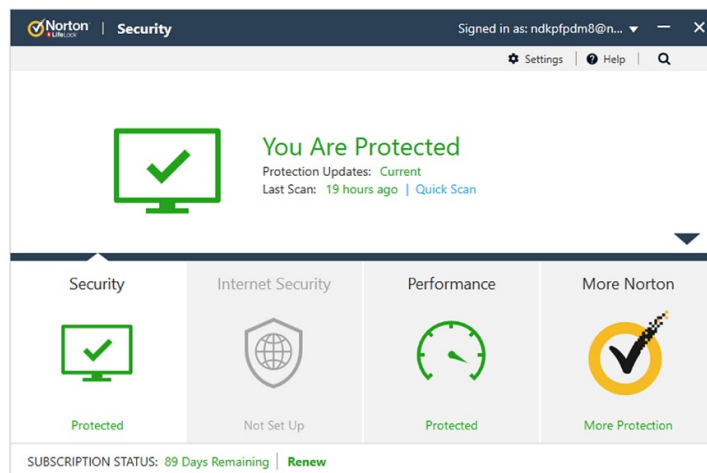 Norton LifeLock | Security
Signed in as: ndkpfpdm8@n...
Settings | Help |
You Are Protected
Protection Updates: Current
Last Scan: 19 hours ago | Quick Scan
Security
Internet Security
Performance
More Norton
Protected
Not Set Up
Protected
More Protection
SUBSCRIPTION STATUS: 89 Days Remaining | Renew